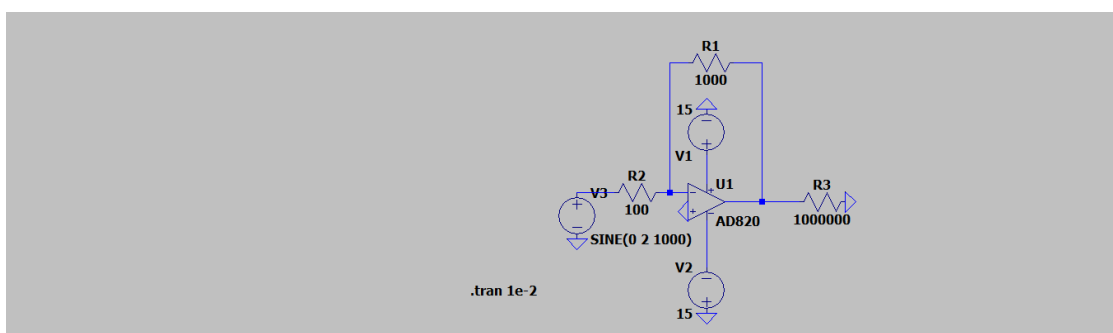 R1
1000
15
V1
R2
U1
R3
V3
100
AD820
1000000
SINE(0 2 1000)
V2
.tran 1e-2
15